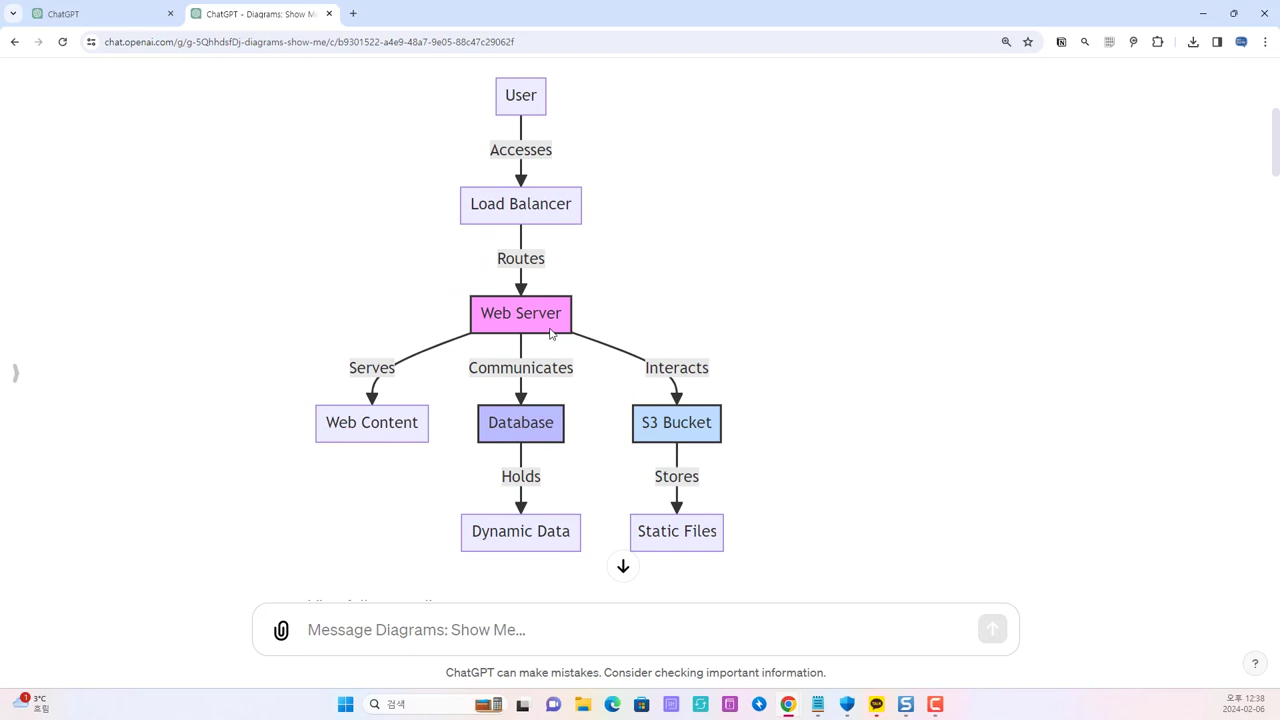 ChatGPT
ChatGPT - Diagrams: Show Me
chat.openai.com/g/g-5QhhdsfDj-diagrams-show-me/c/b9301522-a4e9-48a7-9e05-88c47c29062f
User
Accesses
Load Balancer
Routes
Web Server
Serves
Communicates
Interacts
Web Content
Database
S3 Bucket
Holds
Stores
Dynamic Data
Static Files
Message Diagrams: Show Me...
ChatGPT can make mistakes. Consider checking important information.
?
1
3°C
흐림
검색
TALK
오후 12:38
2024-02-06